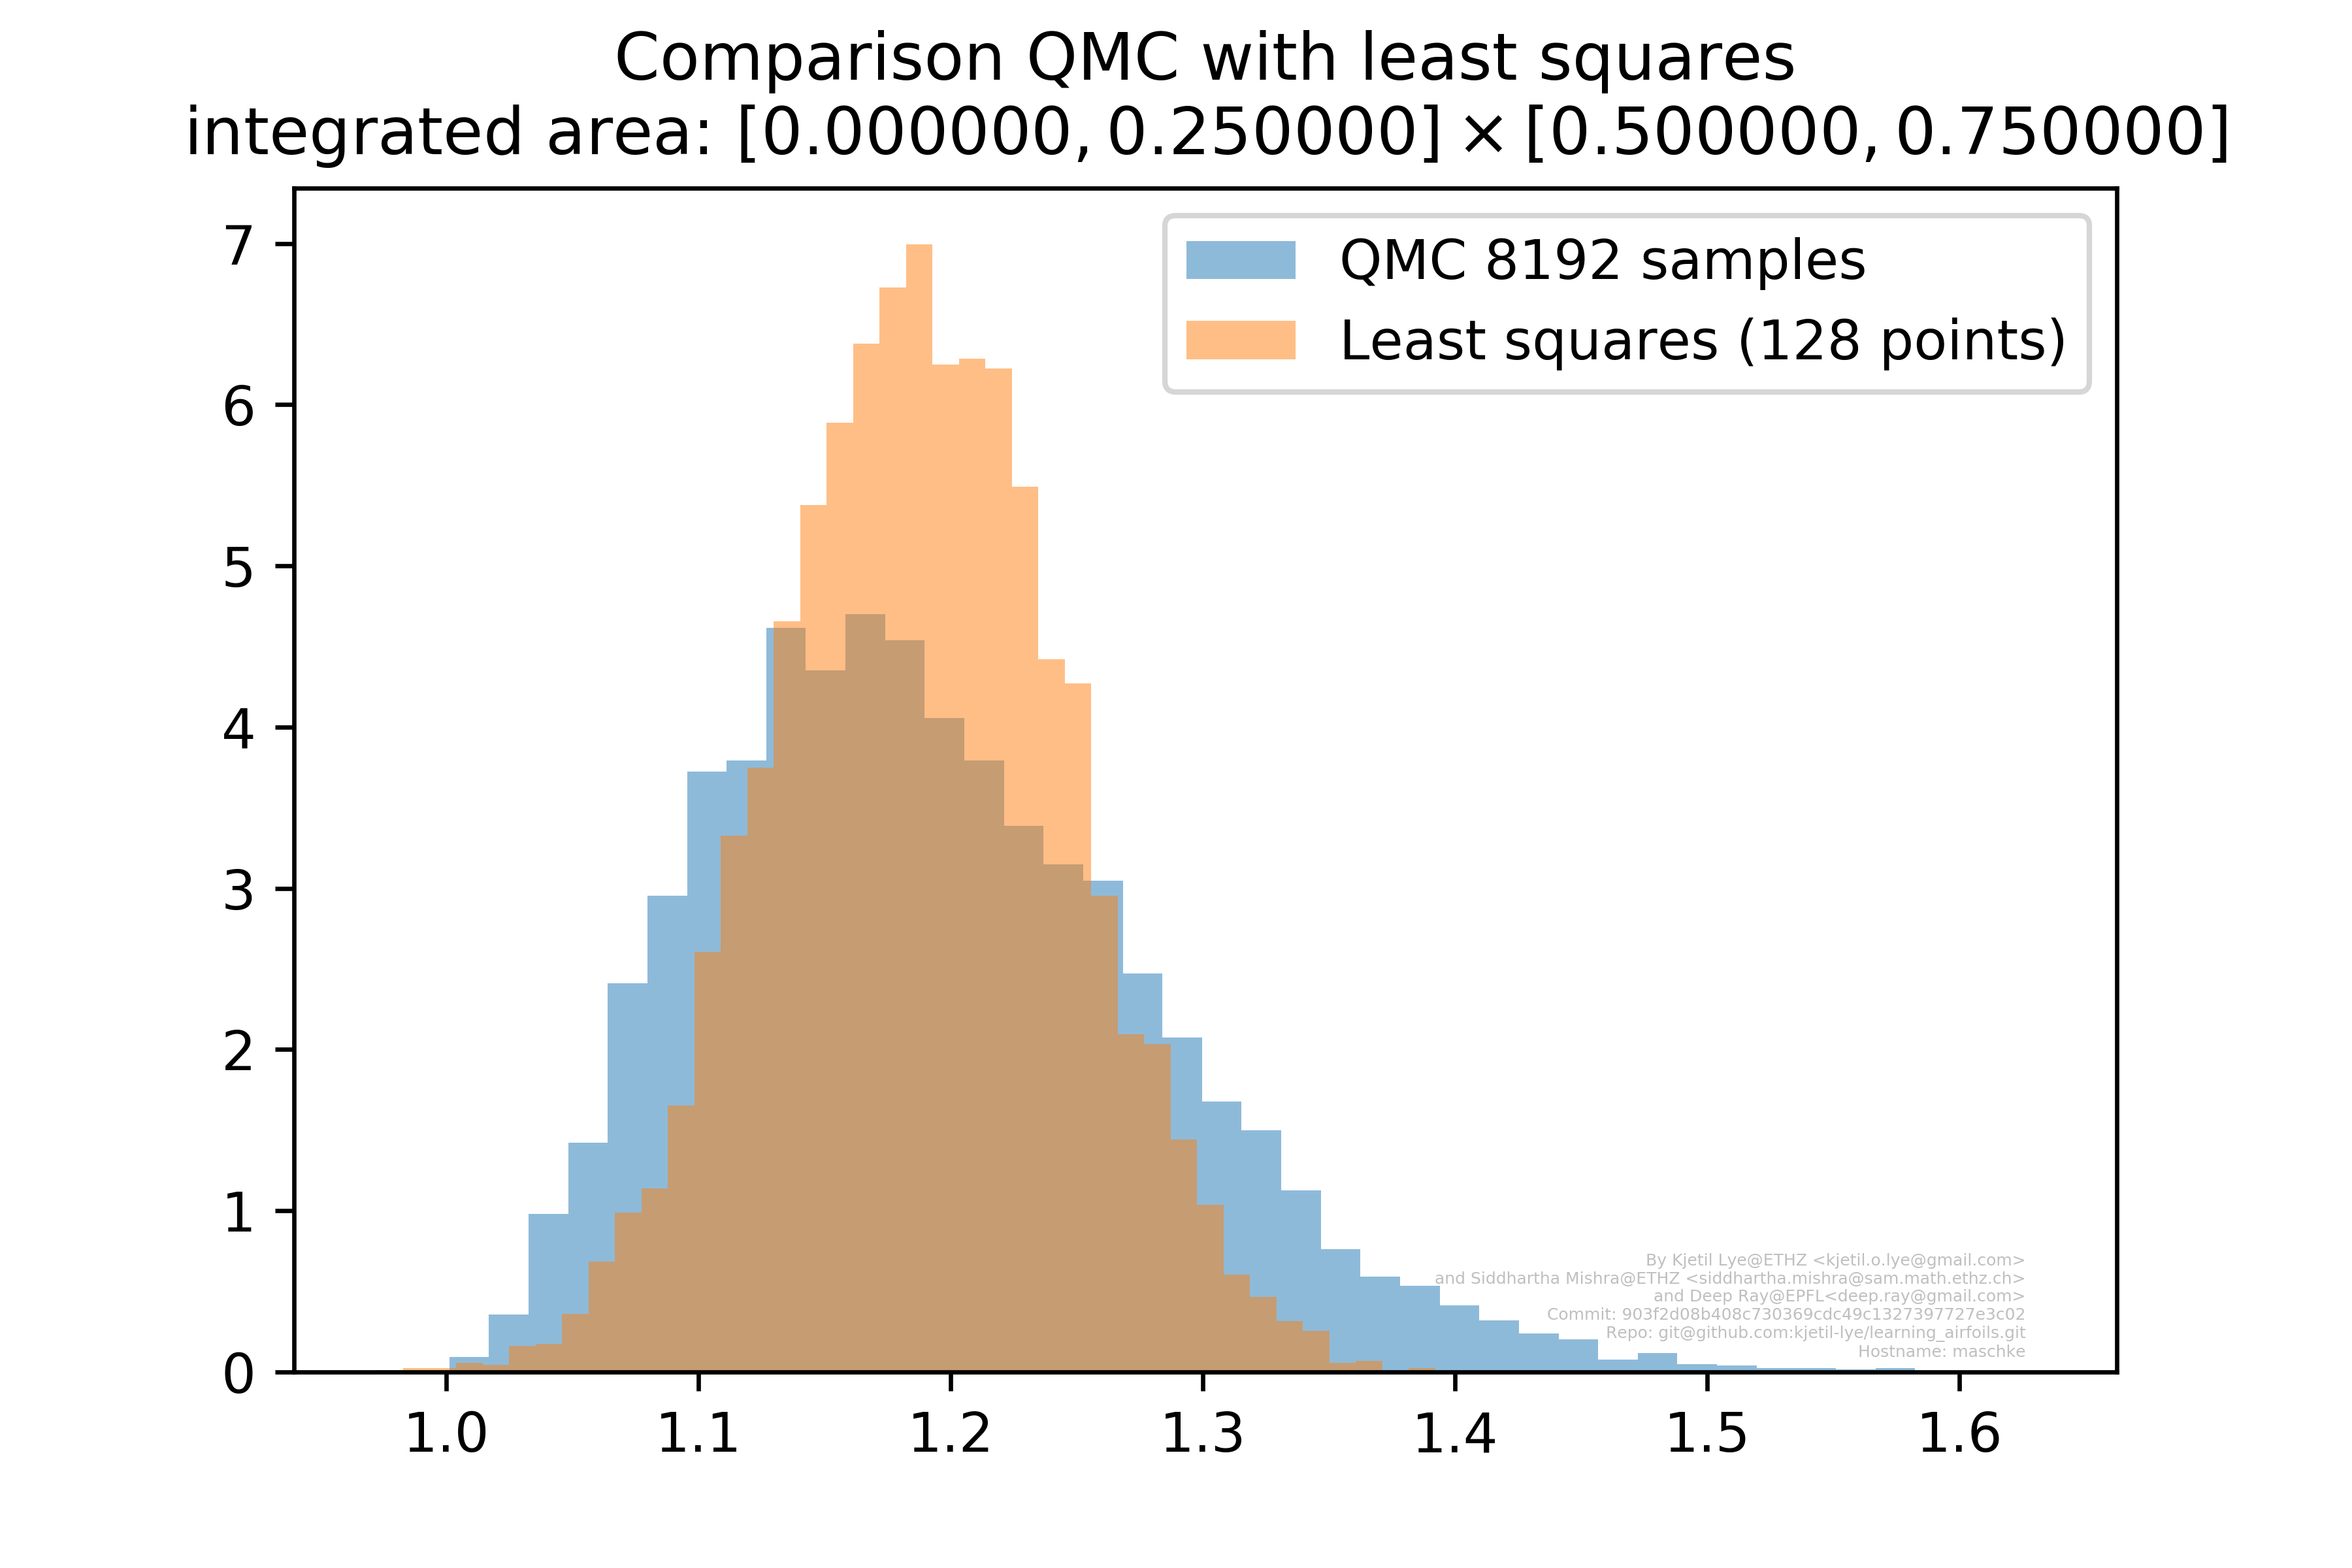 Comparison QMC with least squares
integrated area: [0.000000, 0.250000] × [0.500000, 0.750000]
7
6
5
4
3
2
1
0
QMC 8192 samples
Least squares (128 points)
By Kjetil Lye@ETHZ <kjetil.o.lye@gmail.com>
and Siddhartha Mishra@ETHZ <siddhartha.mishra@sam.math.ethz.ch>
and Deep Ray@EPFL<deep.ray@gmail.com>
Commit: 903f2d08b408c730369cdc49c1327397727e3c02
Repo: git@github.com:kjetil-lye/learning_airfoils.git
Hostname: maschke
1.0 1.1 1.2 1.3 1.4 1.5 1.6